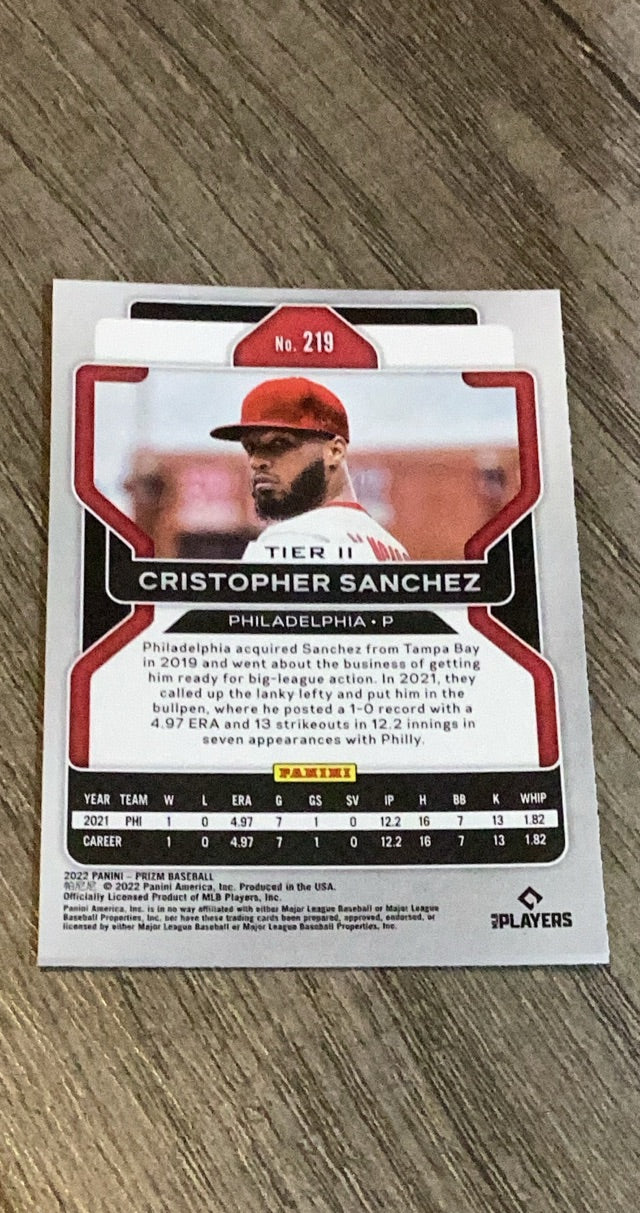 No. 219
TIER II
CRISTOPHER SANCHEZ
PHILADELPHIA • P
Philadelphia acquired Sanchez from Tampa Bay
in 2019 and went about the business of getting
him ready for big-league action. In 2021, they
called up the lanky lefty and put him in the
bullpen, where he posted a 1-0 record with a
4.97 ERA and 13 strikeouts in 12.2 innings in
seven appearances with Philly.
PANINI
YEAR TEAM W L ERA G GS SV IP H BB K WHIP
2021 PHI 1 0 4.97 7 1 0 12.2 16 7 13 1.82
CAREER 1 0 4.97 7 1 0 12.2 16 7 13 1.82
2022 PANINI – PRIZM BASEBALL
帕尼尼 © 2022 Panini America, Inc. Produced in the USA.
Officially Licensed Product of MLB Players, Inc.
Panini America, Inc. is in no way affiliated with either Major League Baseball or Major League
Baseball Properties, Inc. nor have these trading cards been prepared, approved, endorsed, or
licensed by either Major League Baseball or Major League Baseball Properties, Inc.
MLB PLAYERS